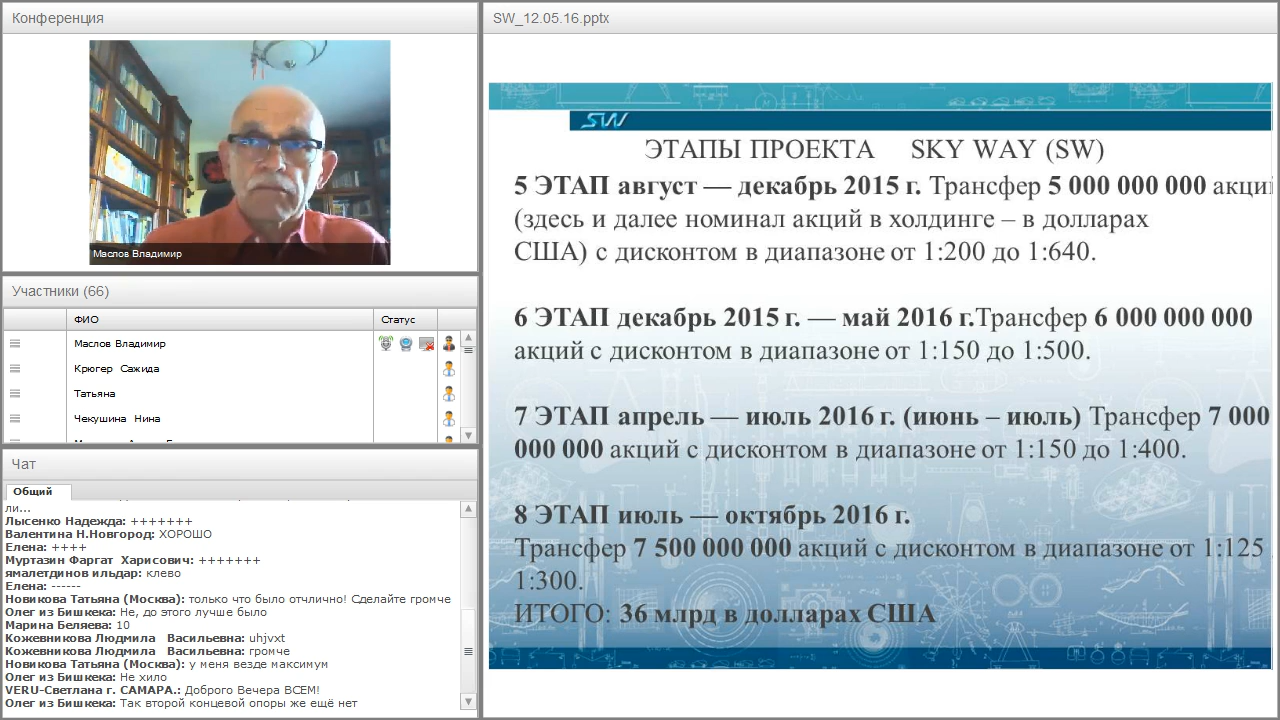 Конференция
Маслов Владимир
Участники (66)
ФИО
Статус
Маслов Владимир
Крюгер Сажида
Татьяна
Чекушина Нина
Чат
Общий
ли...
Лысенко Надежда: +++++++
Валентина Н.Новгород: ХОРОШО
Елена: ++++
Муртазин Фаргат Харисович: +++++++
ямалетдинов ильдар: клево
Елена: ------
Новикова Татьяна (Москва): только что было отлично! Сделайте громче
Олег из Бишкека: Не, до этого лучше было
Марина Беляева: 10
Кожевникова Людмила Васильевна: uhjvxt
Кожевникова Людмила Васильевна: громче
Новикова Татьяна (Москва): у меня везде максимум
Олег из Бишкека: Не хило
VERU-Светлана г. САМАРА.: Доброго Вечера ВСЕМ!
Олег из Бишкека: Так второй концевой опоры же ещё нет
SW_12.05.16.pptx
SW
ЭТАПЫ ПРОЕКТА SKY WAY (SW)
5 ЭТАП август — декабрь 2015 г. Трансфер 5 000 000 000 акций
(здесь и далее номинал акций в холдинге – в долларах
США) с дисконтом в диапазоне от 1:200 до 1:640.
6 ЭТАП декабрь 2015 г. — май 2016 г.Трансфер 6 000 000 000
акций с дисконтом в диапазоне от 1:150 до 1:500.
7 ЭТАП апрель — июль 2016 г. (июнь – июль) Трансфер 7 000
000 000 акций с дисконтом в диапазоне от 1:150 до 1:400.
8 ЭТАП июль — октябрь 2016 г.
Трансфер 7 500 000 000 акций с дисконтом в диапазоне от 1:125
1:300.
ИТОГО: 36 млрд в долларах США